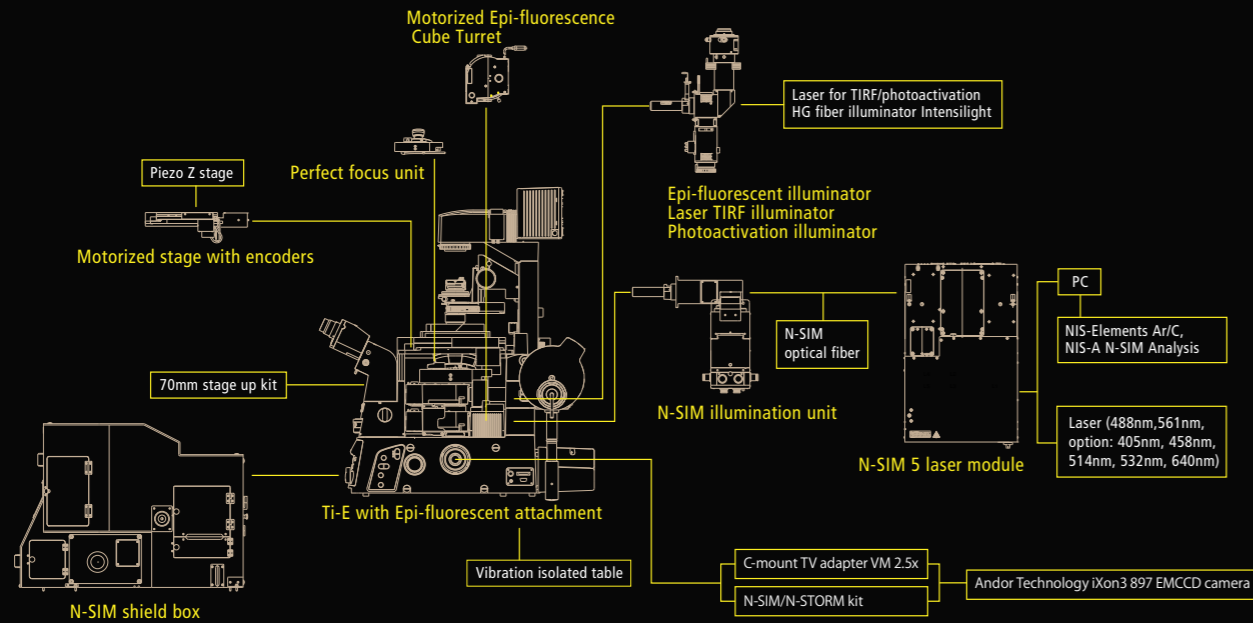 Motorized Epi-fluorescence
Cube Turret
Laser for TIRF/photoactivation
HG fiber illuminator Intensilight
Piezo Z stage
Perfect focus unit
Epi-fluorescent illuminator
Laser TIRF illuminator
Photoactivation illuminator
Motorized stage with encoders
PC
N-SIM
optical fiber
NIS-Elements Ar/C,
NIS-A N-SIM Analysis
70mm stage up kit
N-SIM illumination unit
Laser (488nm,561nm,
option: 405nm, 458nm,
514nm, 532nm, 640nm)
N-SIM 5 laser module
Ti-E with Epi-fluorescent attachment
Vibration isolated table
C-mount TV adapter VM 2.5x
Andor Technology iXon3 897 EMCCD camera
N-SIM/N-STORM kit
N-SIM shield box